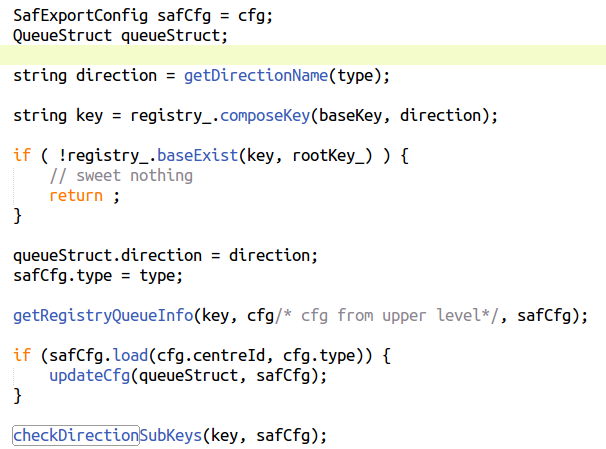 SafExportConfig safCfg = cfg;
QueueStruct queueStruct;
string direction = getDirectionName(type);
string key = registry_.composeKey(baseKey, direction);
if ( !registry_.baseExist(key, rootKey_) ) {
// sweet nothing
return ;
}
queueStruct.direction = direction;
safCfg.type = type;
getRegistryQueueInfo(key, cfg/* cfg from upper level*/, safCfg);
if (safCfg.load(cfg.centreId, cfg.type)) {
updateCfg(queueStruct, safCfg);
}
checkDirectionSubKeys(key, safCfg);